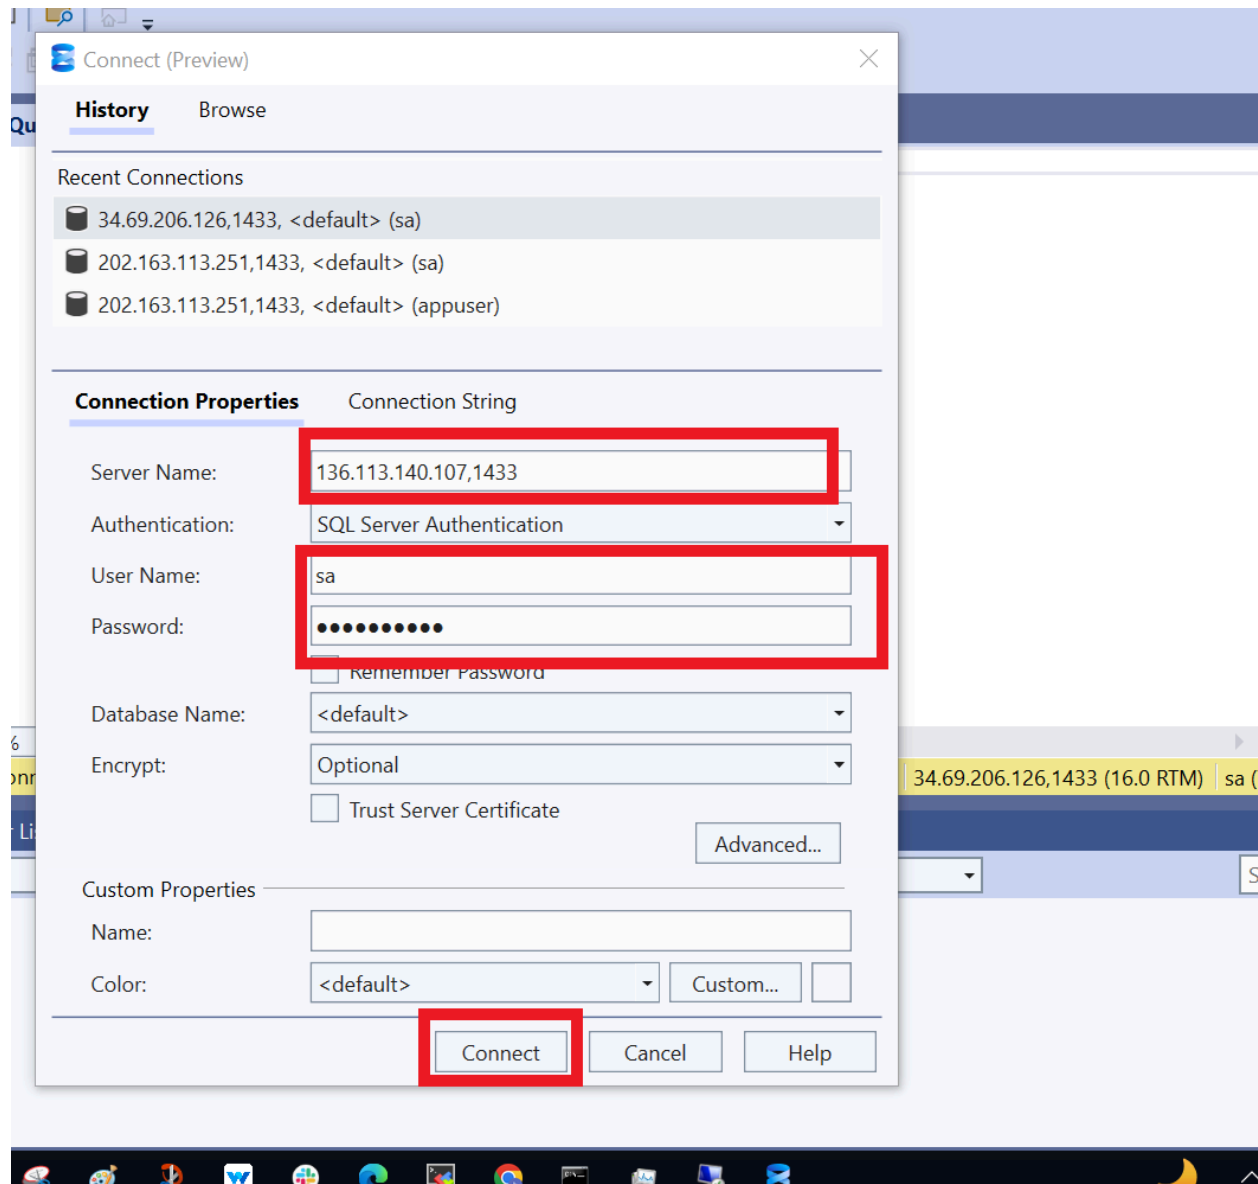 Connect (Preview)
History Browse
Qu
Recent Connections
34.69.206.126,1433, <default> (sa)
202.163.113.251,1433, <default> (sa)
202.163.113.251,1433, <default> (appuser)
Connection Properties Connection String
Server Name: 136.113.140.107,1433
Authentication: SQL Server Authentication
User Name: sa
Password: ●●●●●●●●●●
Remember Password
Database Name: <default>
%
Encrypt: Optional
onn 34.69.206.126,1433 (16.0 RTM) sa (
Trust Server Certificate
r Li
Advanced...
S
Custom Properties
Name:
Color: <default> Custom...
Connect Cancel Help